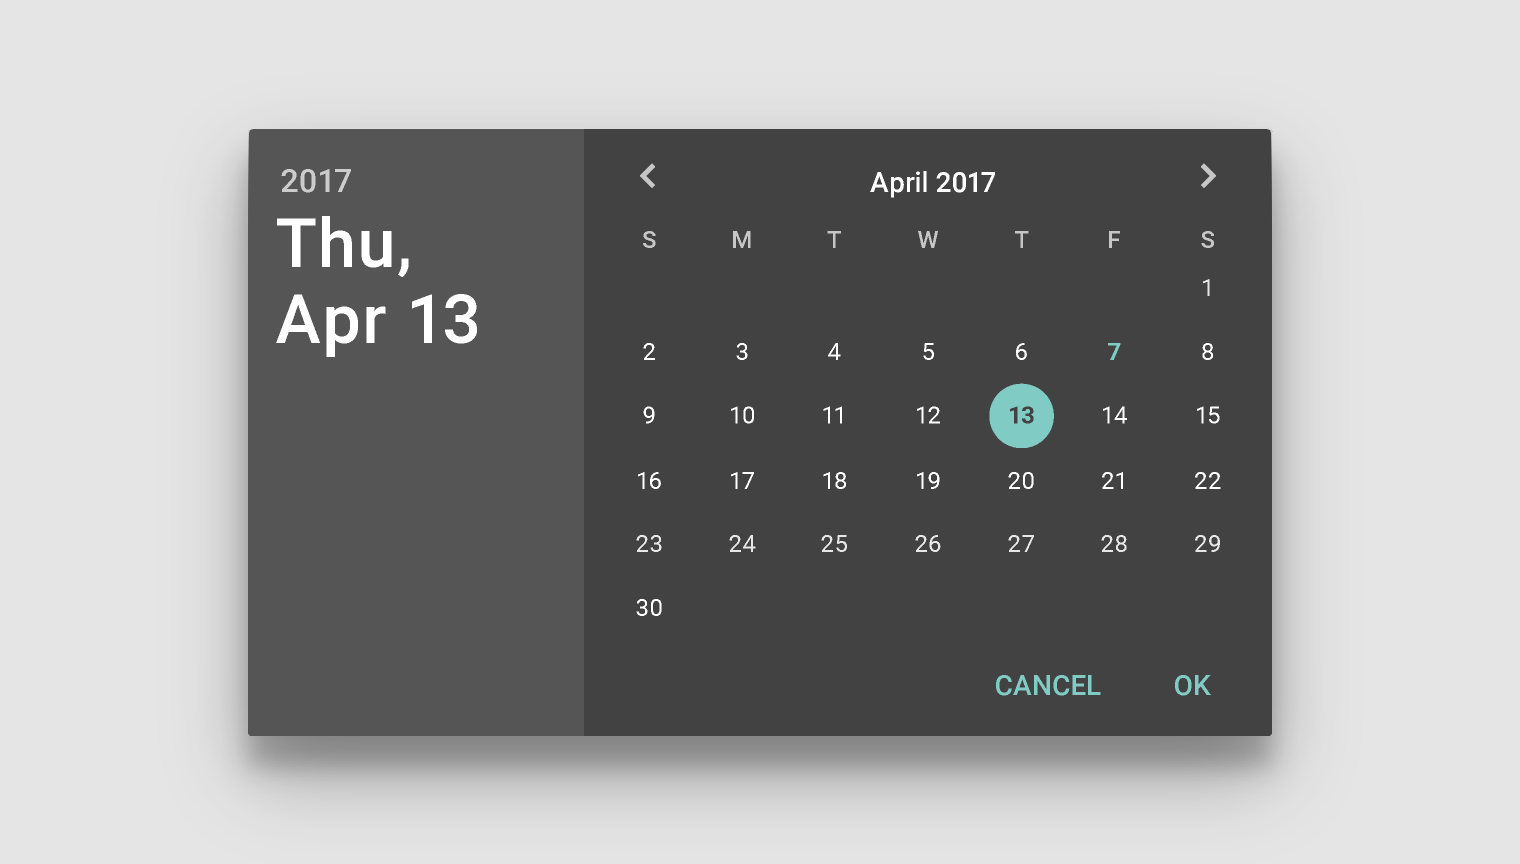 2017
Thu,
Apr 13
April 2017
S M T W T F S
1
2 3 4 5 6 7 8
9 10 11 12 13 14 15
16 17 18 19 20 21 22
23 24 25 26 27 28 29
30
CANCEL OK